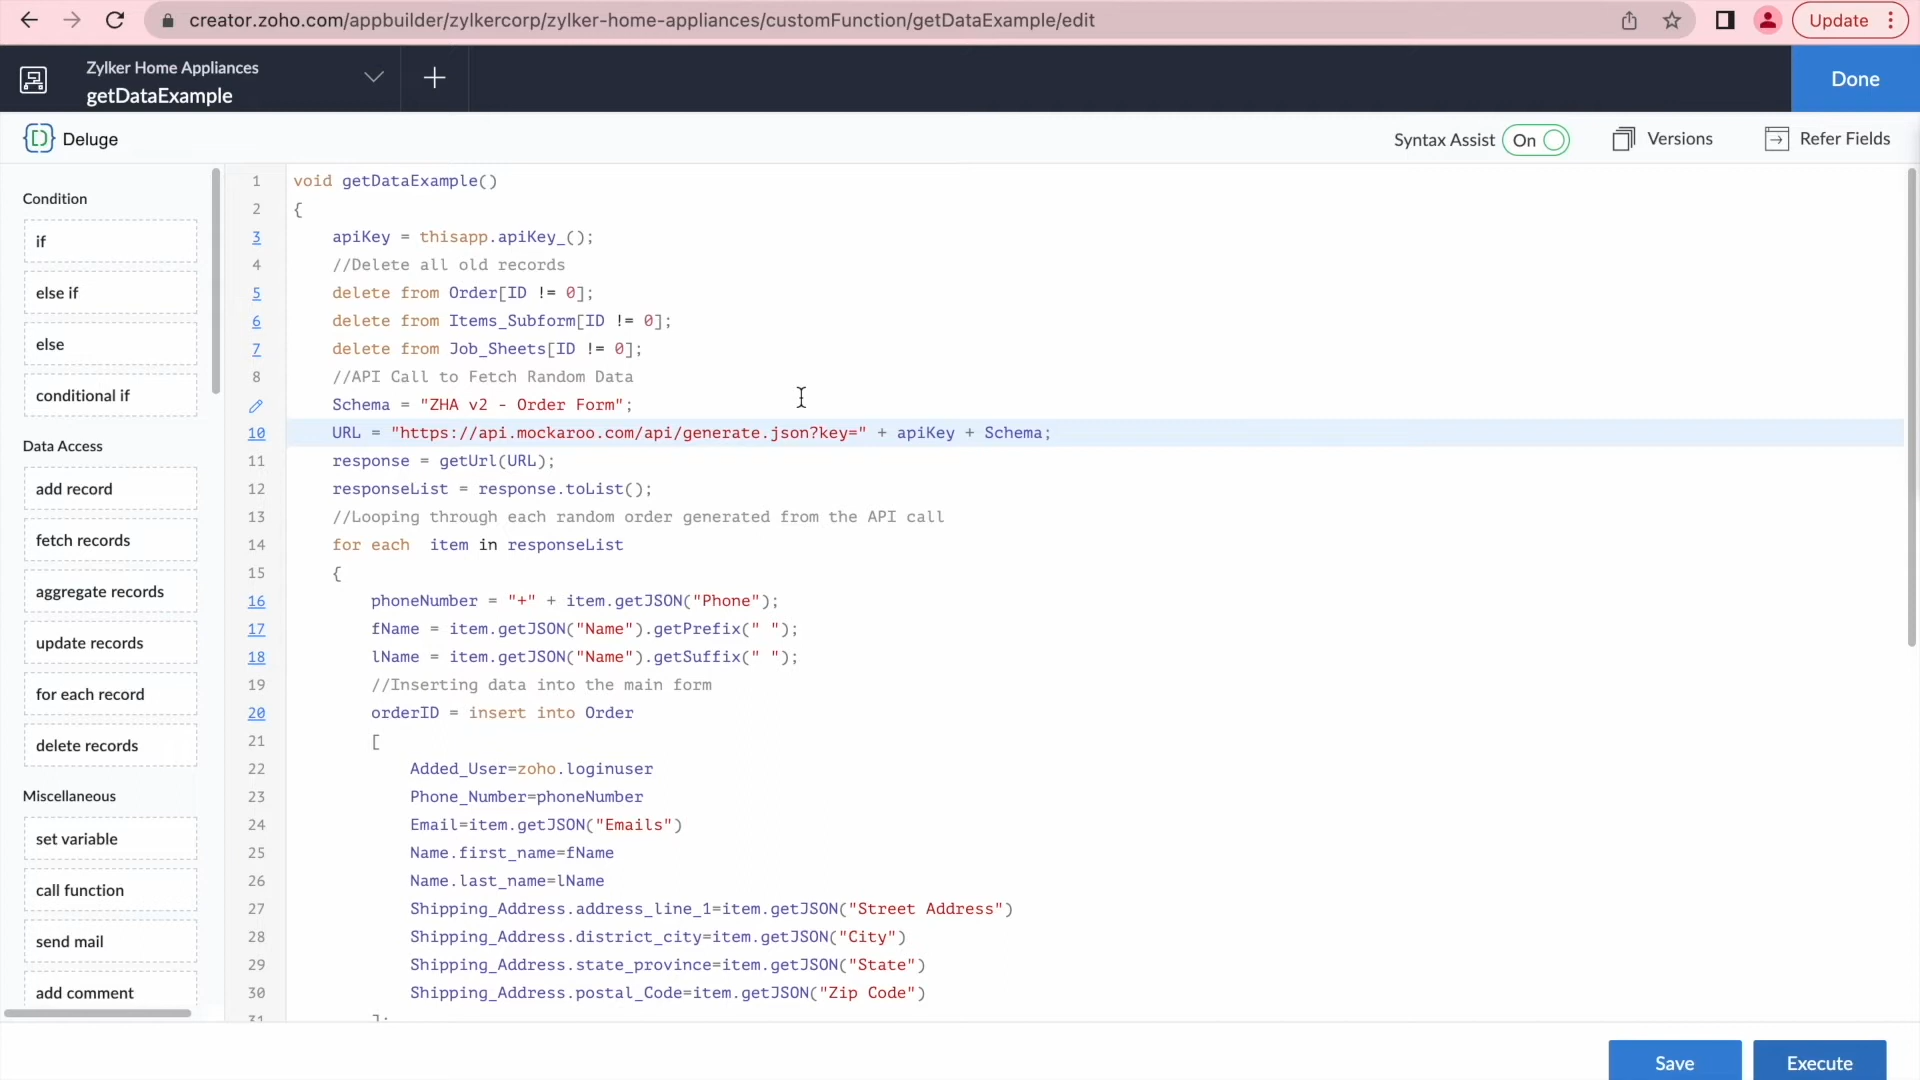 creator.zoho.com/appbuilder/zylkercorp/zylker-home-appliances/customFunction/getDataExample/edit
Update
Zylker Home Appliances
getDataExample
Done
Deluge
Syntax Assist
On
Versions
Refer Fields
Condition
if
else if
else
conditional if
Data Access
add record
fetch records
aggregate records
update records
for each record
delete records
Miscellaneous
set variable
call function
send mail
add comment
1 void getDataExample()
2 {
3 apiKey = thisapp.apiKey_();
4 //Delete all old records
5 delete from Order[ID != 0];
6 delete from Items_Subform[ID != 0];
7 delete from Job_Sheets[ID != 0];
8 //API Call to Fetch Random Data
Schema = "ZHA v2 - Order Form";
10 URL = "https://api.mockaroo.com/api/generate.json?key=" + apiKey + Schema;
11 response = getUrl(URL);
12 responseList = response.toList();
13 //Looping through each random order generated from the API call
14 for each  item in responseList
15 {
16 phoneNumber = "+" + item.getJSON("Phone");
17 fName = item.getJSON("Name").getPrefix(" ");
18 lName = item.getJSON("Name").getSuffix(" ");
19 //Inserting data into the main form
20 orderID = insert into Order
21 [
22 Added_User=zoho.loginuser
23 Phone_Number=phoneNumber
24 Email=item.getJSON("Emails")
25 Name.first_name=fName
26 Name.last_name=lName
27 Shipping_Address.address_line_1=item.getJSON("Street Address")
28 Shipping_Address.district_city=item.getJSON("City")
29 Shipping_Address.state_province=item.getJSON("State")
30 Shipping_Address.postal_Code=item.getJSON("Zip Code")
31 ];
Save
Execute